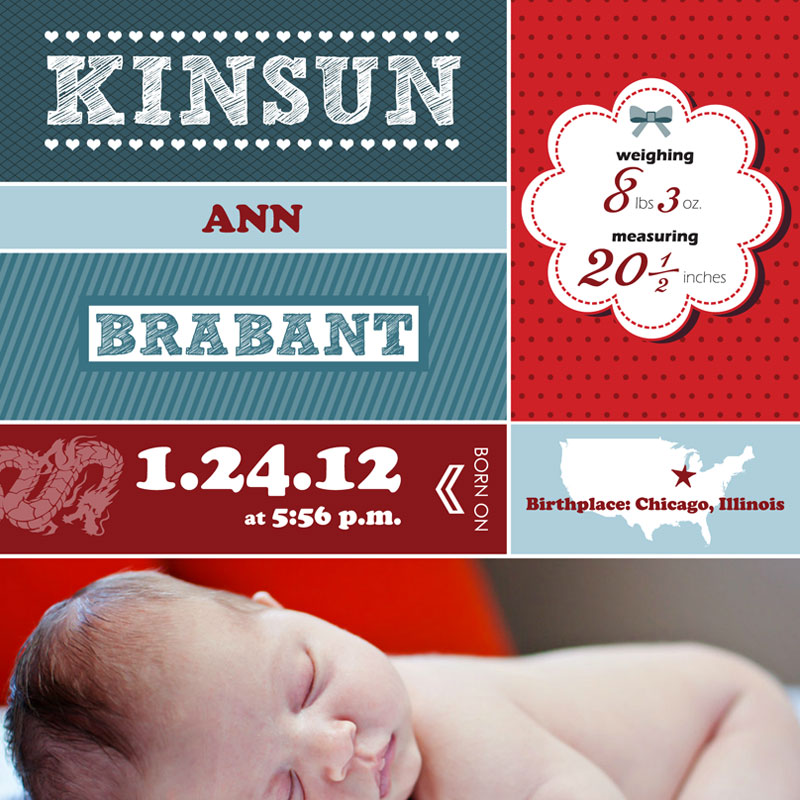 KINSUN
ANN
BRABANT
weighing
8 lbs 3 oz.
measuring
20 1/2 inches
1.24.12
at 5:56 p.m.
BORN ON
Birthplace: Chicago, Illinois